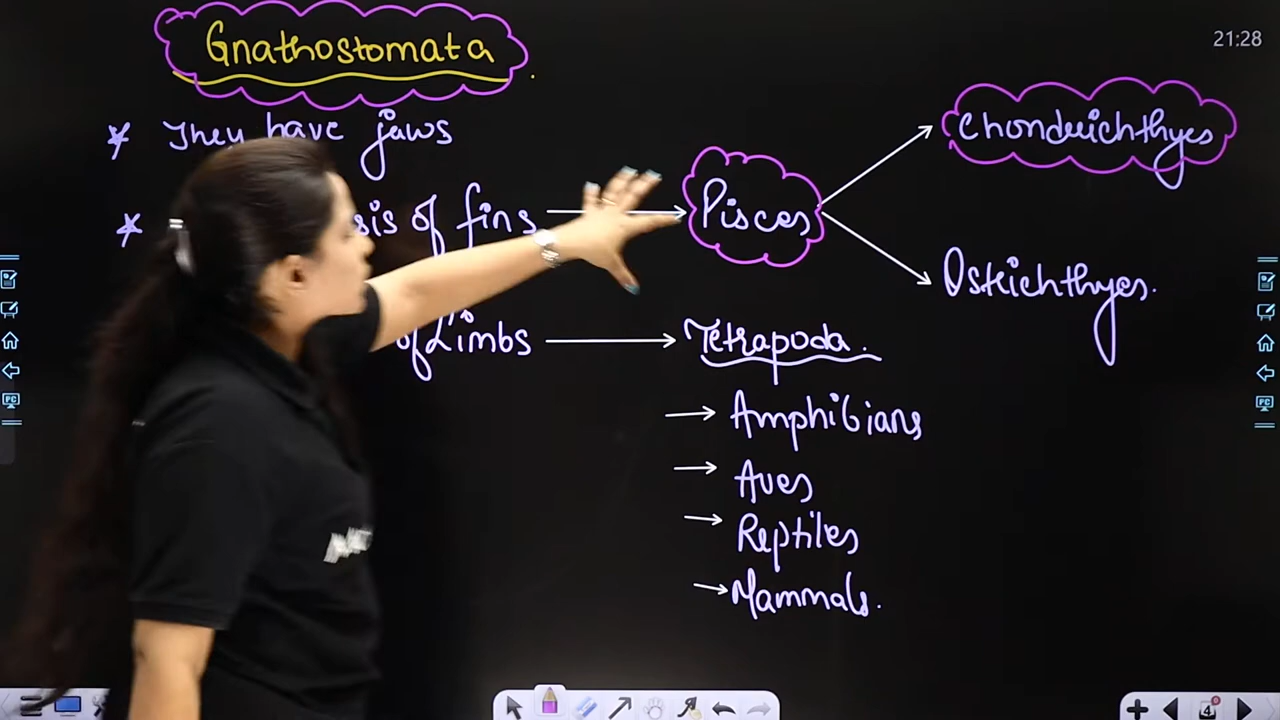 Gnathostomata
21:28
* They have jaws
Chondrichthyes
* sis of fins → Pisces
Osteichthyes.
of Limbs → Tetrapoda.
→ Amphibians
→ Aves
→ Reptiles
→ Mammals.